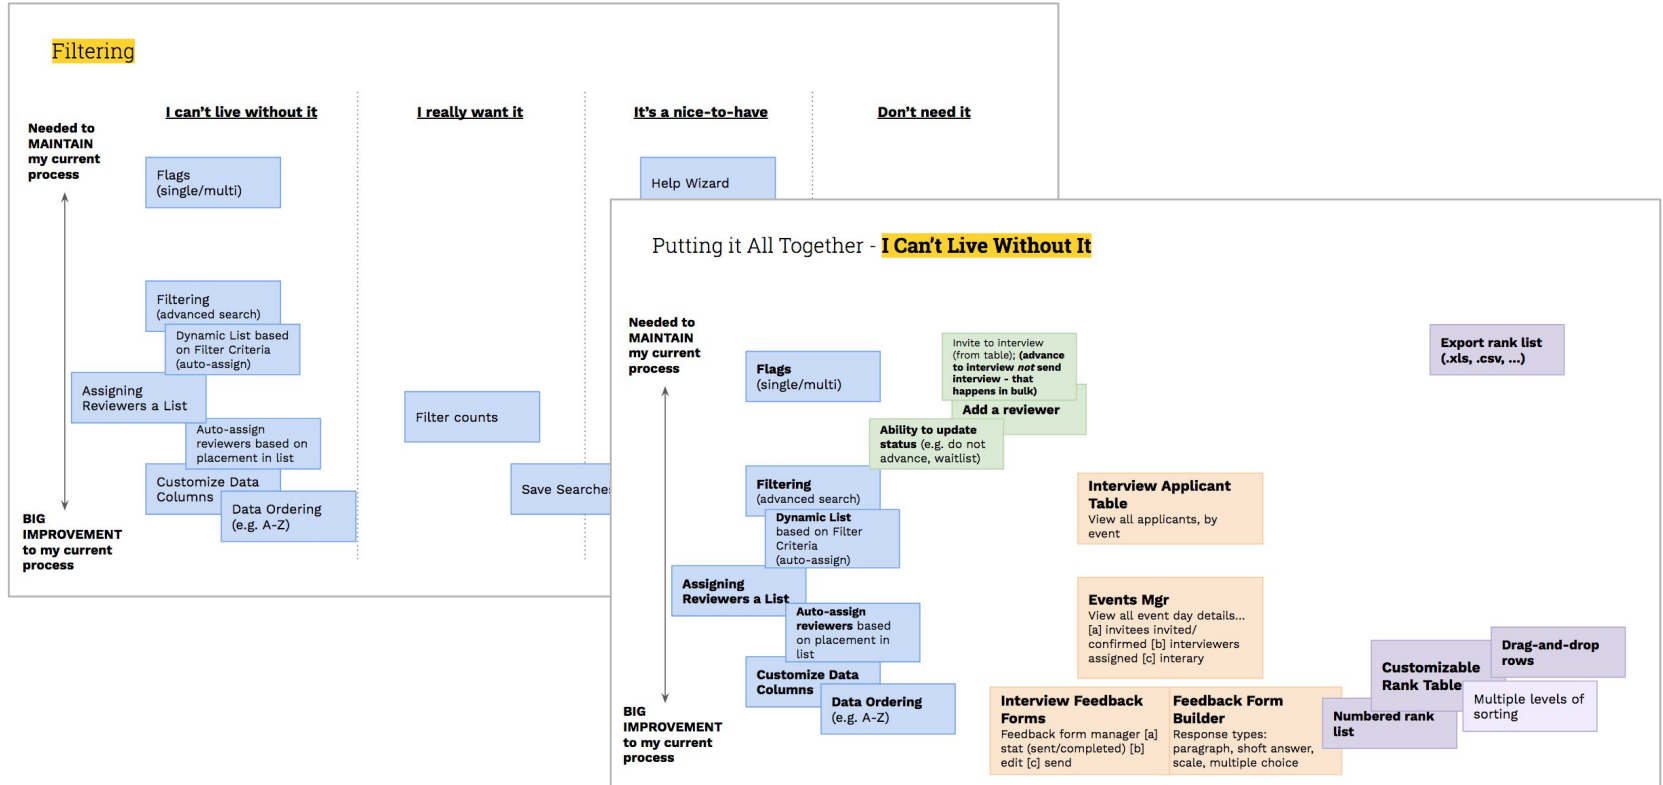 Filtering
I can't live without it
I really want it
It's a nice-to-have
Don't need it
Needed to
MAINTAIN
my current
process
BIG
IMPROVEMENT
to my current
process
Flags
(single/multi)
Help Wizard
Filtering
(advanced search)
Dynamic List based
on Filter Criteria
(auto-assign)
Assigning
Reviewers a List
Auto-assign
reviewers based on
placement in list
Customize Data
Columns
Data Ordering
(e.g. A-Z)
Filter counts
Save Searches
Putting it All Together - I Can't Live Without It
Needed to
MAINTAIN
my current
process
BIG
IMPROVEMENT
to my current
process
Flags
(single/multi)
Invite to interview
(from table); (advance
to interview not send
interview - that
happens in bulk)
Add a reviewer
Ability to update
status (e.g. do not
advance, waitlist)
Export rank list
(.xls, .csv, ...)
Filtering
(advanced search)
Dynamic List
based on Filter
Criteria
(auto-assign)
Assigning
Reviewers a List
Auto-assign
reviewers based
on placement in
list
Customize Data
Columns
Data Ordering
(e.g. A-Z)
Interview Applicant
Table
View all applicants, by
event
Events Mgr
View all event day details...
[a] invitees invited/
confirmed [b] interviewers
assigned [c] interary
Interview Feedback
Forms
Feedback form manager [a]
stat (sent/completed) [b]
edit [c] send
Feedback Form
Builder
Response types:
paragraph, shoft answer,
scale, multiple choice
Customizable
Rank Table
Drag-and-drop
rows
Multiple levels of
sorting
Numbered rank
list